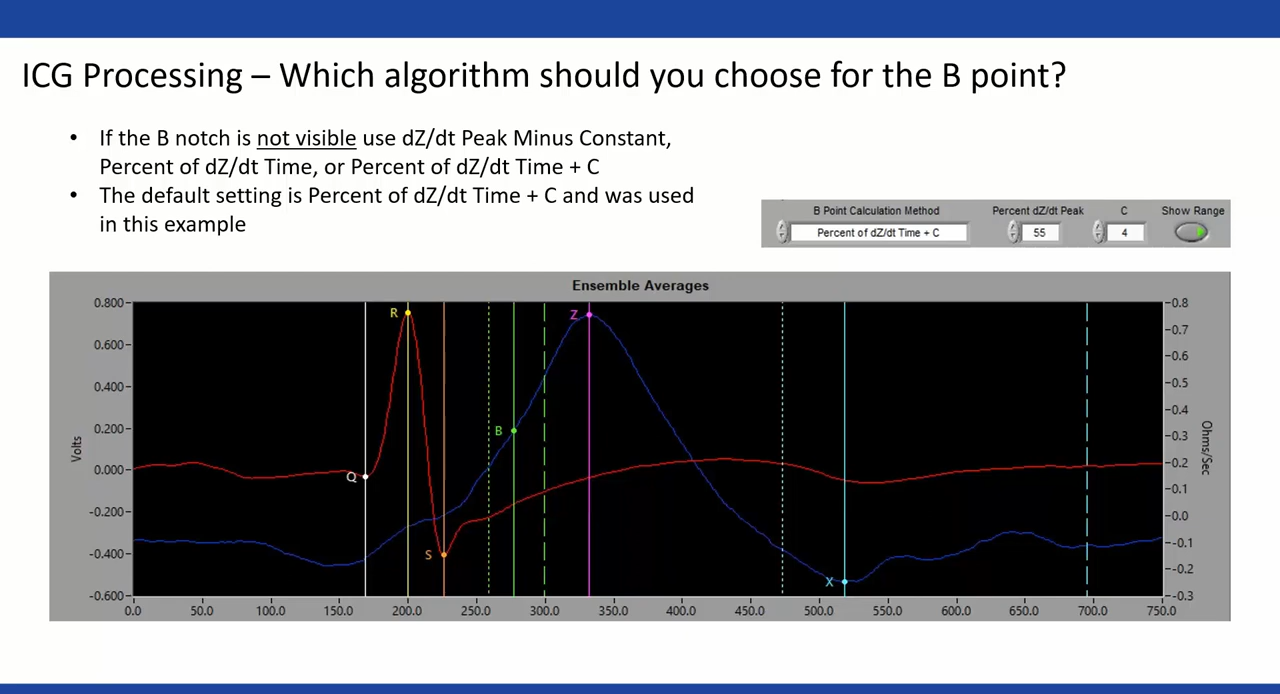 ICG Processing – Which algorithm should you choose for the B point?
• If the B notch is not visible use dZ/dt Peak Minus Constant,
Percent of dZ/dt Time, or Percent of dZ/dt Time + C
• The default setting is Percent of dZ/dt Time + C and was used
in this example
B Point Calculation Method Percent dZ/dt Peak C Show Range
Percent of dZ/dt Time + C 55 4
Ensemble Averages
Volts
0.800
0.600
0.400
0.200
0.000
-0.200
-0.400
-0.600
R
Z
B
Q
S
X
0.8
0.7
0.6
0.5
0.4
0.3
0.2
0.1
0.0
-0.1
-0.2
-0.3
Ohms/Sec
0.0 50.0 100.0 150.0 200.0 250.0 300.0 350.0 400.0 450.0 500.0 550.0 600.0 650.0 700.0 750.0